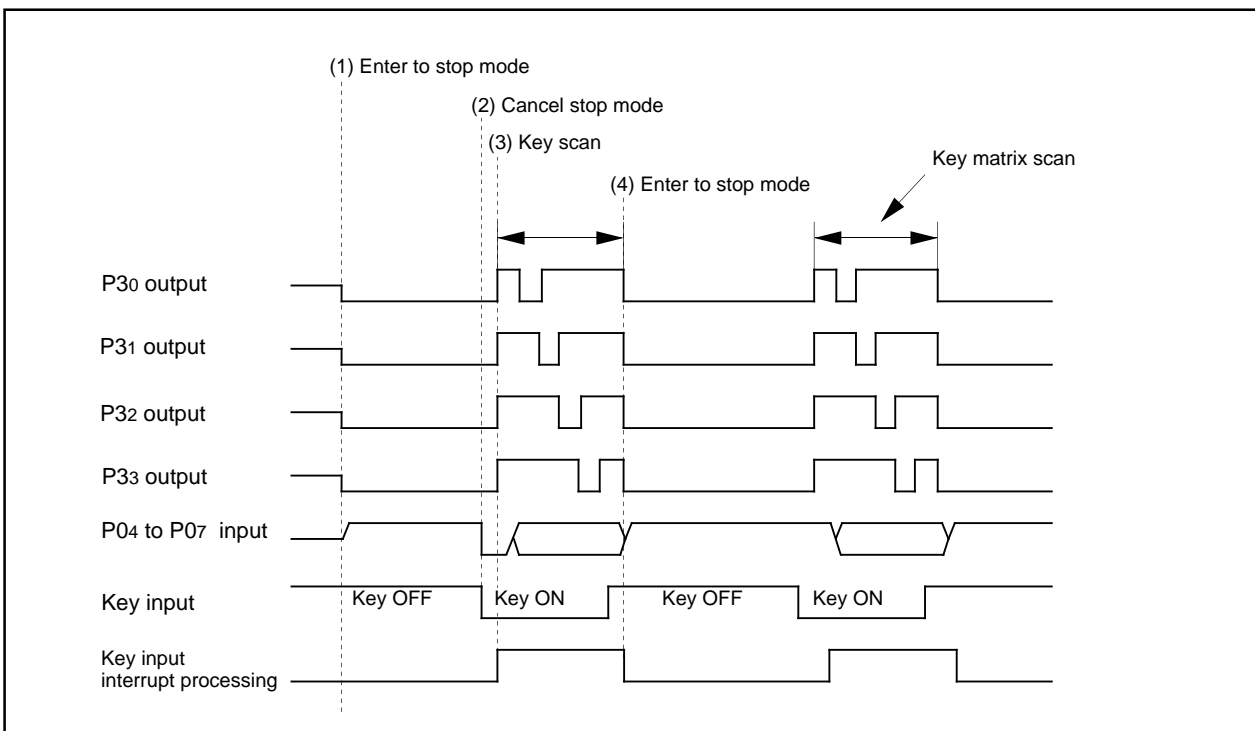 (1) Enter to stop mode
(2) Cancel stop mode
(3) Key scan
(4) Enter to stop mode
Key matrix scan
P30 output
P31 output
P32 output
P33 output
P04 to P07 input
Key input
Key OFF
Key ON
Key OFF
Key ON
Key input
interrupt processing